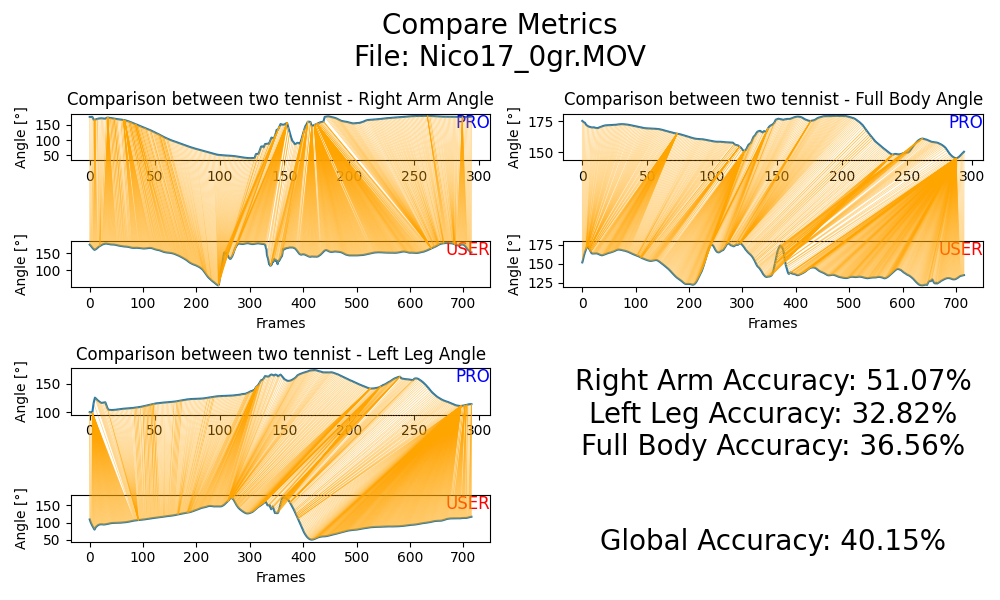 Compare Metrics
File: Nico17_0gr.MOV
Comparison between two tennist - Right Arm Angle
Angle [°]
150
100
50
PRO
0 50 100 150 200 250 300
Angle [°]
150
100
USER
0 100 200 300 400 500 600 700
Frames
Comparison between two tennist - Full Body Angle
Angle [°]
175
150
PRO
0 50 100 150 200 250 300
Angle [°]
175
150
125
USER
0 100 200 300 400 500 600 700
Frames
Comparison between two tennist - Left Leg Angle
Angle [°]
150
100
PRO
0 50 100 150 200 250 300
Angle [°]
150
100
50
USER
0 100 200 300 400 500 600 700
Frames
Right Arm Accuracy: 51.07%
Left Leg Accuracy: 32.82%
Full Body Accuracy: 36.56%
Global Accuracy: 40.15%